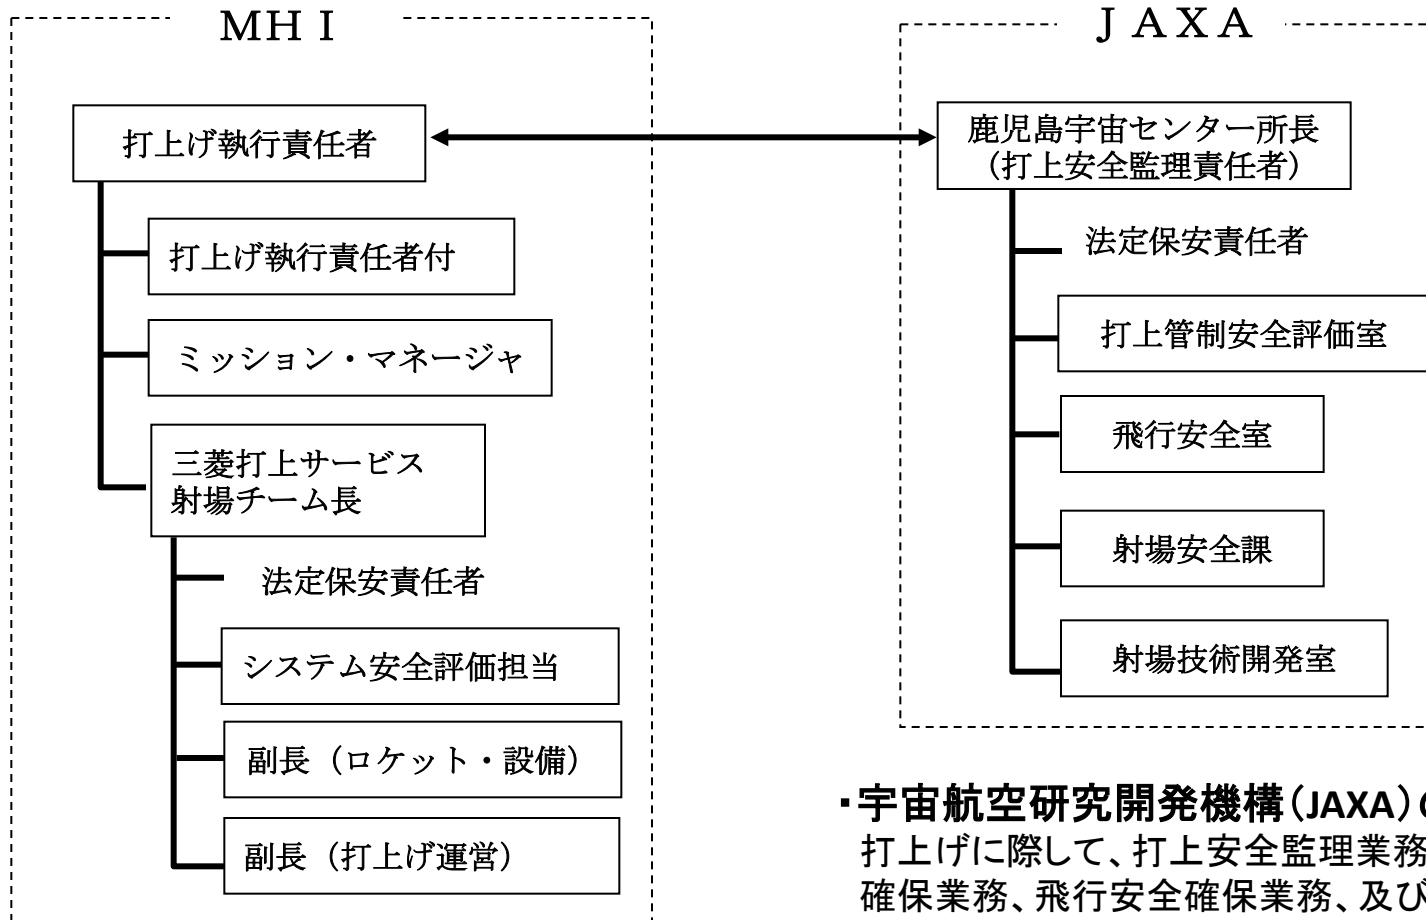 ＭＨＩ
打上げ執行責任者
打上げ執行責任者付
ミッション・マネージャ
三菱打上サービス
射場チーム長
法定保安責任者
システム安全評価担当
副長（ロケット・設備）
副長（打上げ運営）
ＪＡＸＡ
鹿児島宇宙センター所長
（打上安全監理責任者）
法定保安責任者
打上管制安全評価室
飛行安全室
射場安全課
射場技術開発室
・宇宙航空研究開発機構（JAXA）
打上げに際して、打上安全監理業務
確保業務、飛行安全確保業務、及び